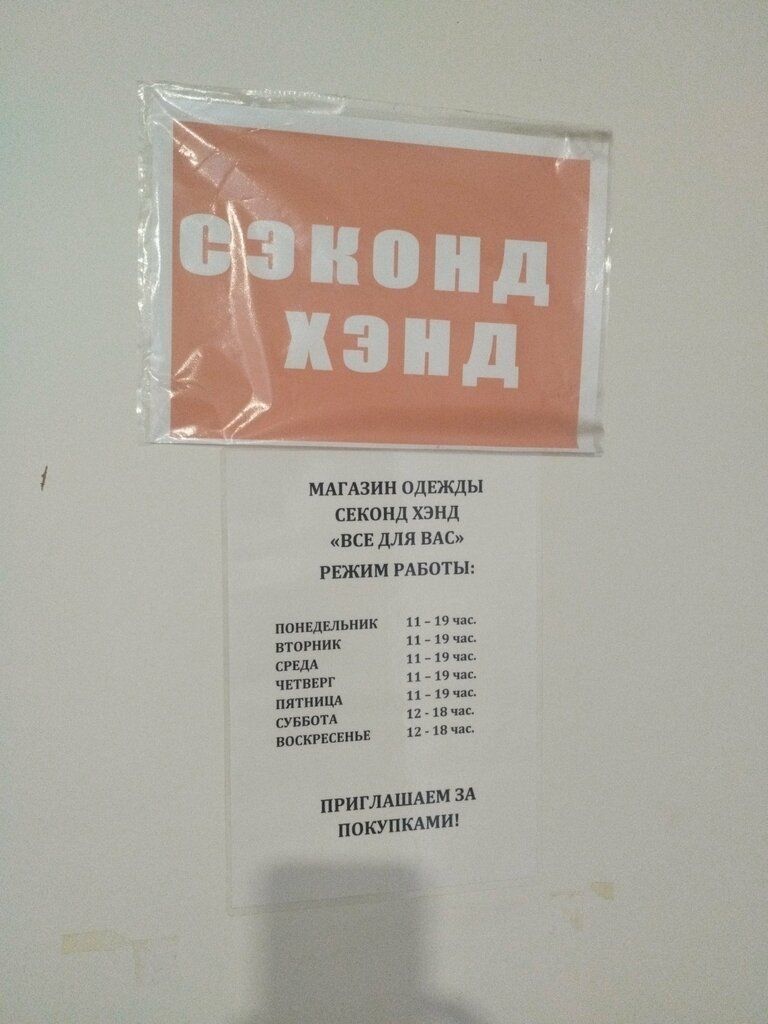 СЭКОНД
ХЭНД
МАГАЗИН ОДЕЖДЫ
СЕКОНД ХЭНД
«ВСЕ ДЛЯ ВАС»
РЕЖИМ РАБОТЫ:
ПОНЕДЕЛЬНИК 11 – 19 час.
ВТОРНИК 11 – 19 час.
СРЕДА 11 – 19 час.
ЧЕТВЕРГ 11 – 19 час.
ПЯТНИЦА 11 – 19 час.
СУББОТА 12 - 18 час.
ВОСКРЕСЕНЬЕ 12 - 18 час.
ПРИГЛАШАЕМ ЗА
ПОКУПКАМИ!